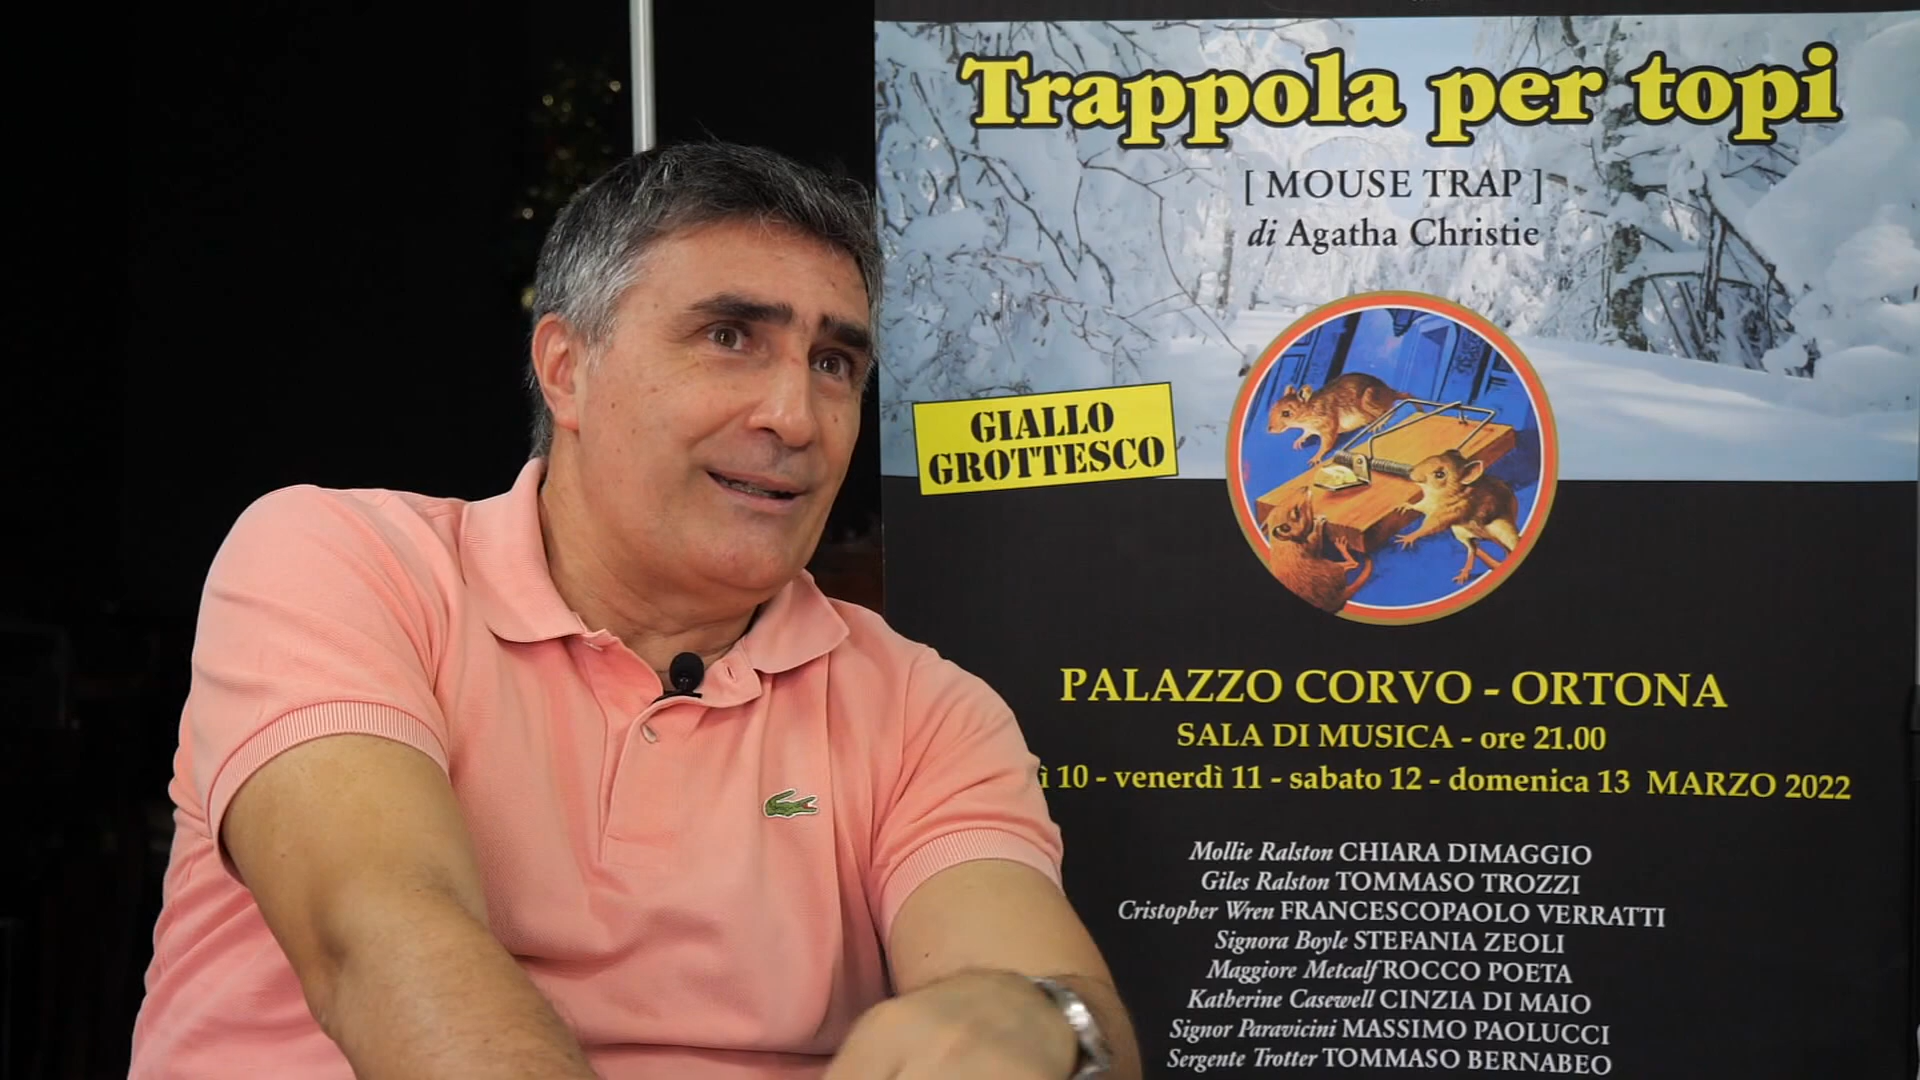 Trappola per topi
[ MOUSE TRAP ]
di Agatha Christie
GIALLO
GROTTESCO
PALAZZO CORVO - ORTONA
SALA DI MUSICA - ore 21.00
ì 10 - venerdì 11 - sabato 12 - domenica 13 MARZO 2022
Mollie Ralston CHIARA DIMAGGIO
Giles Ralston TOMMASO TROZZI
Cristopher Wren FRANCESCOPAOLO VERRATTI
Signora Boyle STEFANIA ZEOLI
Maggiore Metcalf ROCCO POETA
Katherine Casewell CINZIA DI MAIO
Signor Paravicini MASSIMO PAOLUCCI
Sergente Trotter TOMMASO BERNABEO